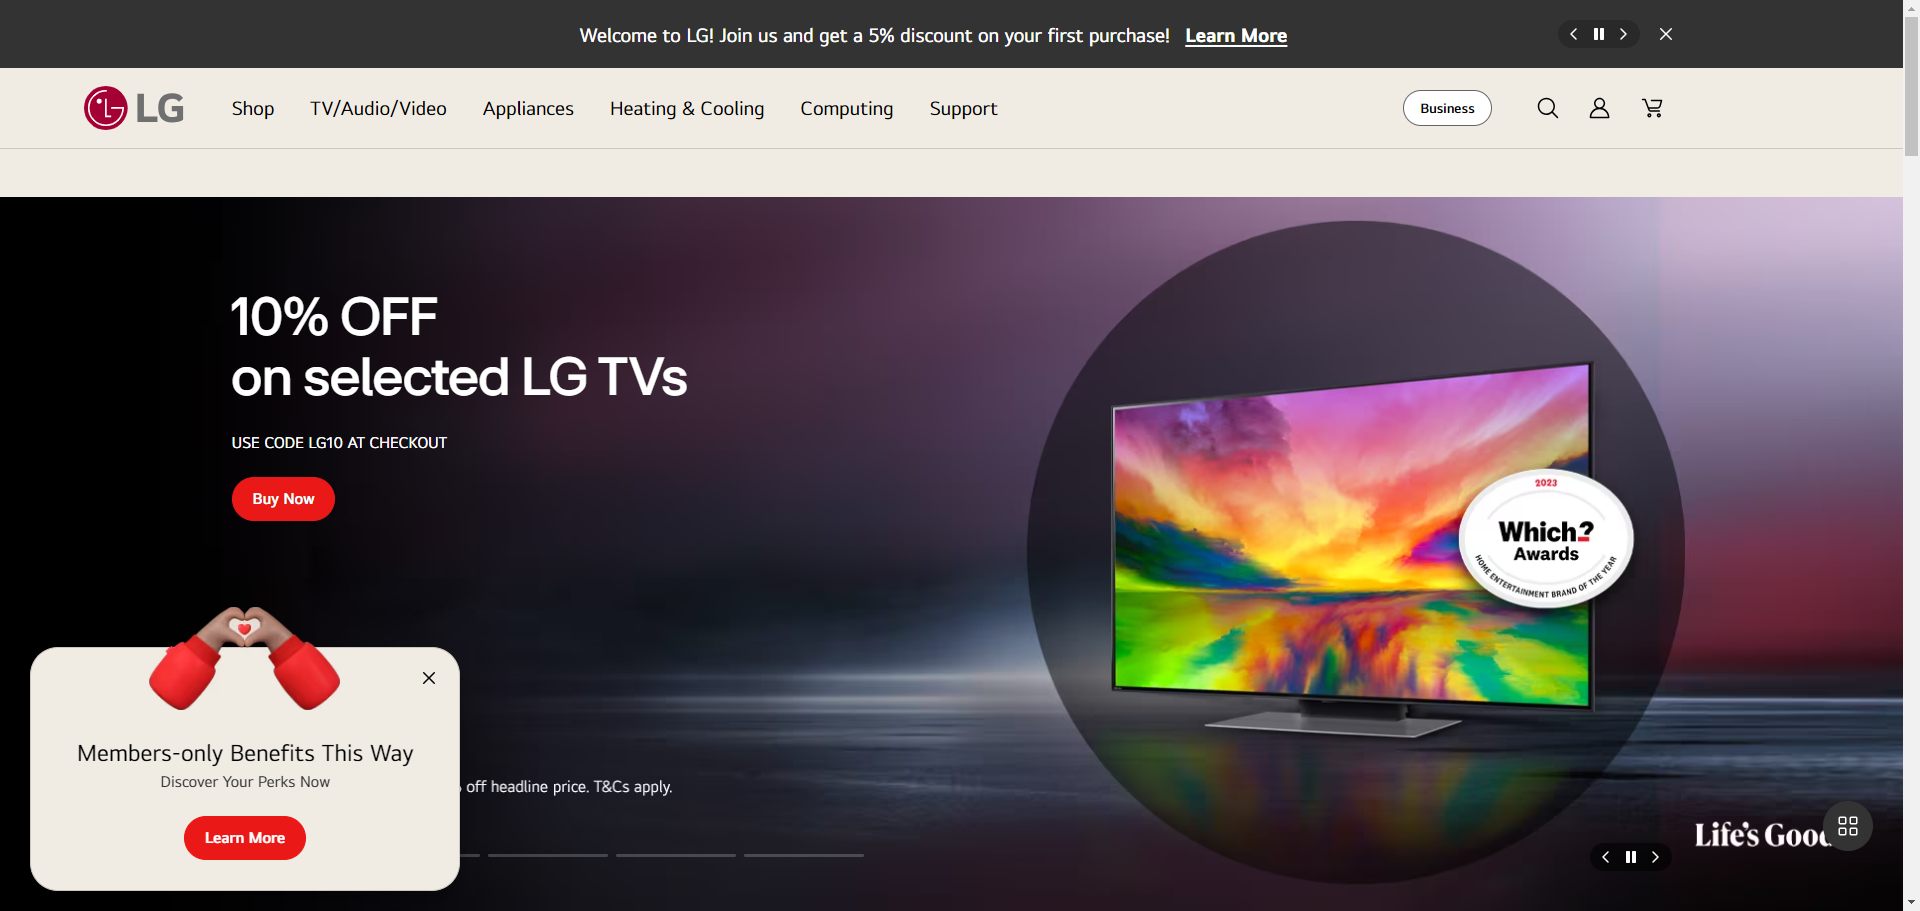 Welcome to LG! Join us and get a 5% discount on your first purchase! Learn More
LG
Shop
TV/Audio/Video
Appliances
Heating & Cooling
Computing
Support
Business
10% OFF
on selected LG TVs
USE CODE LG10 AT CHECKOUT
Buy Now
2023
Which?
Awards
HOME ENTERTAINMENT BRAND OF THE YEAR
Members-only Benefits This Way
Discover Your Perks Now
Learn More
off headline price. T&Cs apply.
Life's Good